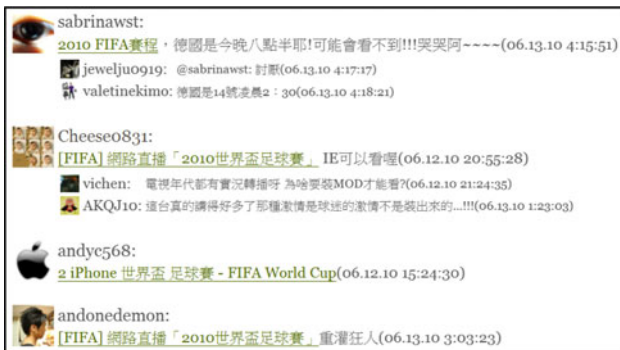 sabrinawst:
2010 FIFA賽程，德國是今晚八點半耶!可能會看不到!!!哭哭阿~~~~(06.13.10 4:15:51)
jewelju0919: @sabrinawst: 討厭(06.13.10 4:17:17)
valetinekimo: 德國是14號凌晨2：30(06.13.10 4:18:21)
Cheese0831:
[FIFA] 網路直播「2010世界盃足球賽」 IE可以看喔(06.12.10 20:55:28)
vichen: 電視年代都有實況轉播呀 為啥要裝MOD才能看?(06.12.10 21:24:35)
AKQJ10: 這台真的講得好多了那種激情是球迷的激情不是裝出來的...!!!(06.13.10 1:23:03)
andyc568:
2 iPhone 世界盃 足球賽 - FIFA World Cup(06.12.10 15:24:30)
andonedemon:
[FIFA] 網路直播「2010世界盃足球賽」重灌狂人(06.13.10 3:03:23)